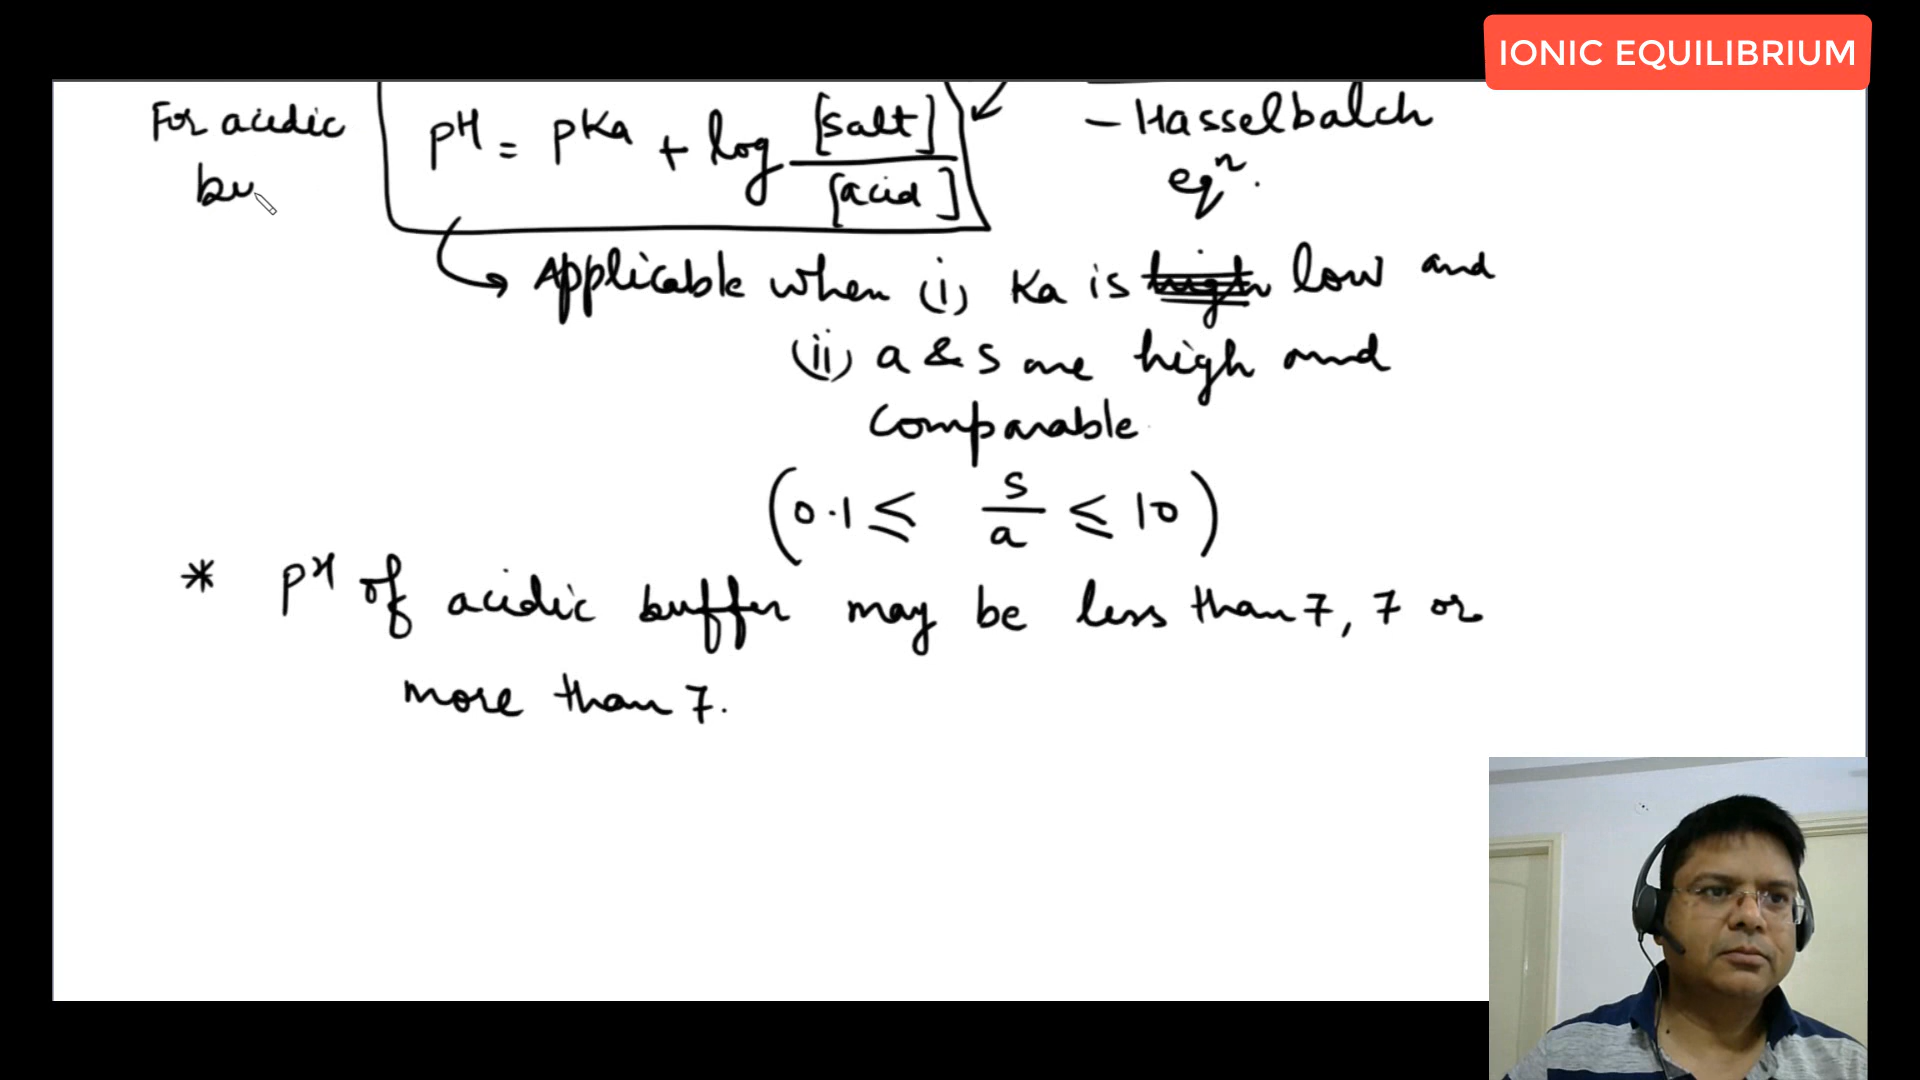 IONIC EQUILIBRIUM
For acidic
bu
pH = pKa + log [salt]/[acid]
- Hasselbalch
eqⁿ.
Applicable when (i) Ka is high low and
(ii) a & s are high and
comparable
(0.1 ≤ s/a ≤ 10)
* pH of acidic buffer may be less than 7, 7 or
more than 7.